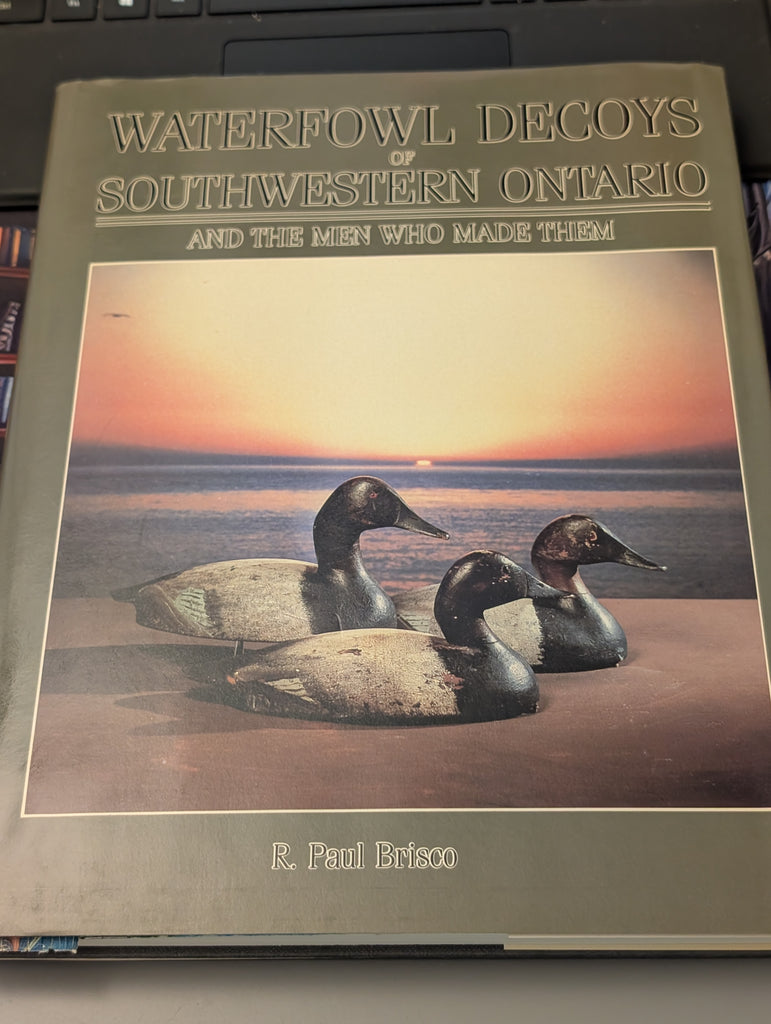 WATERFOWL DECOYS
OF
SOUTHWESTERN ONTARIO
AND THE MEN WHO MADE THEM
R. Paul Brisco